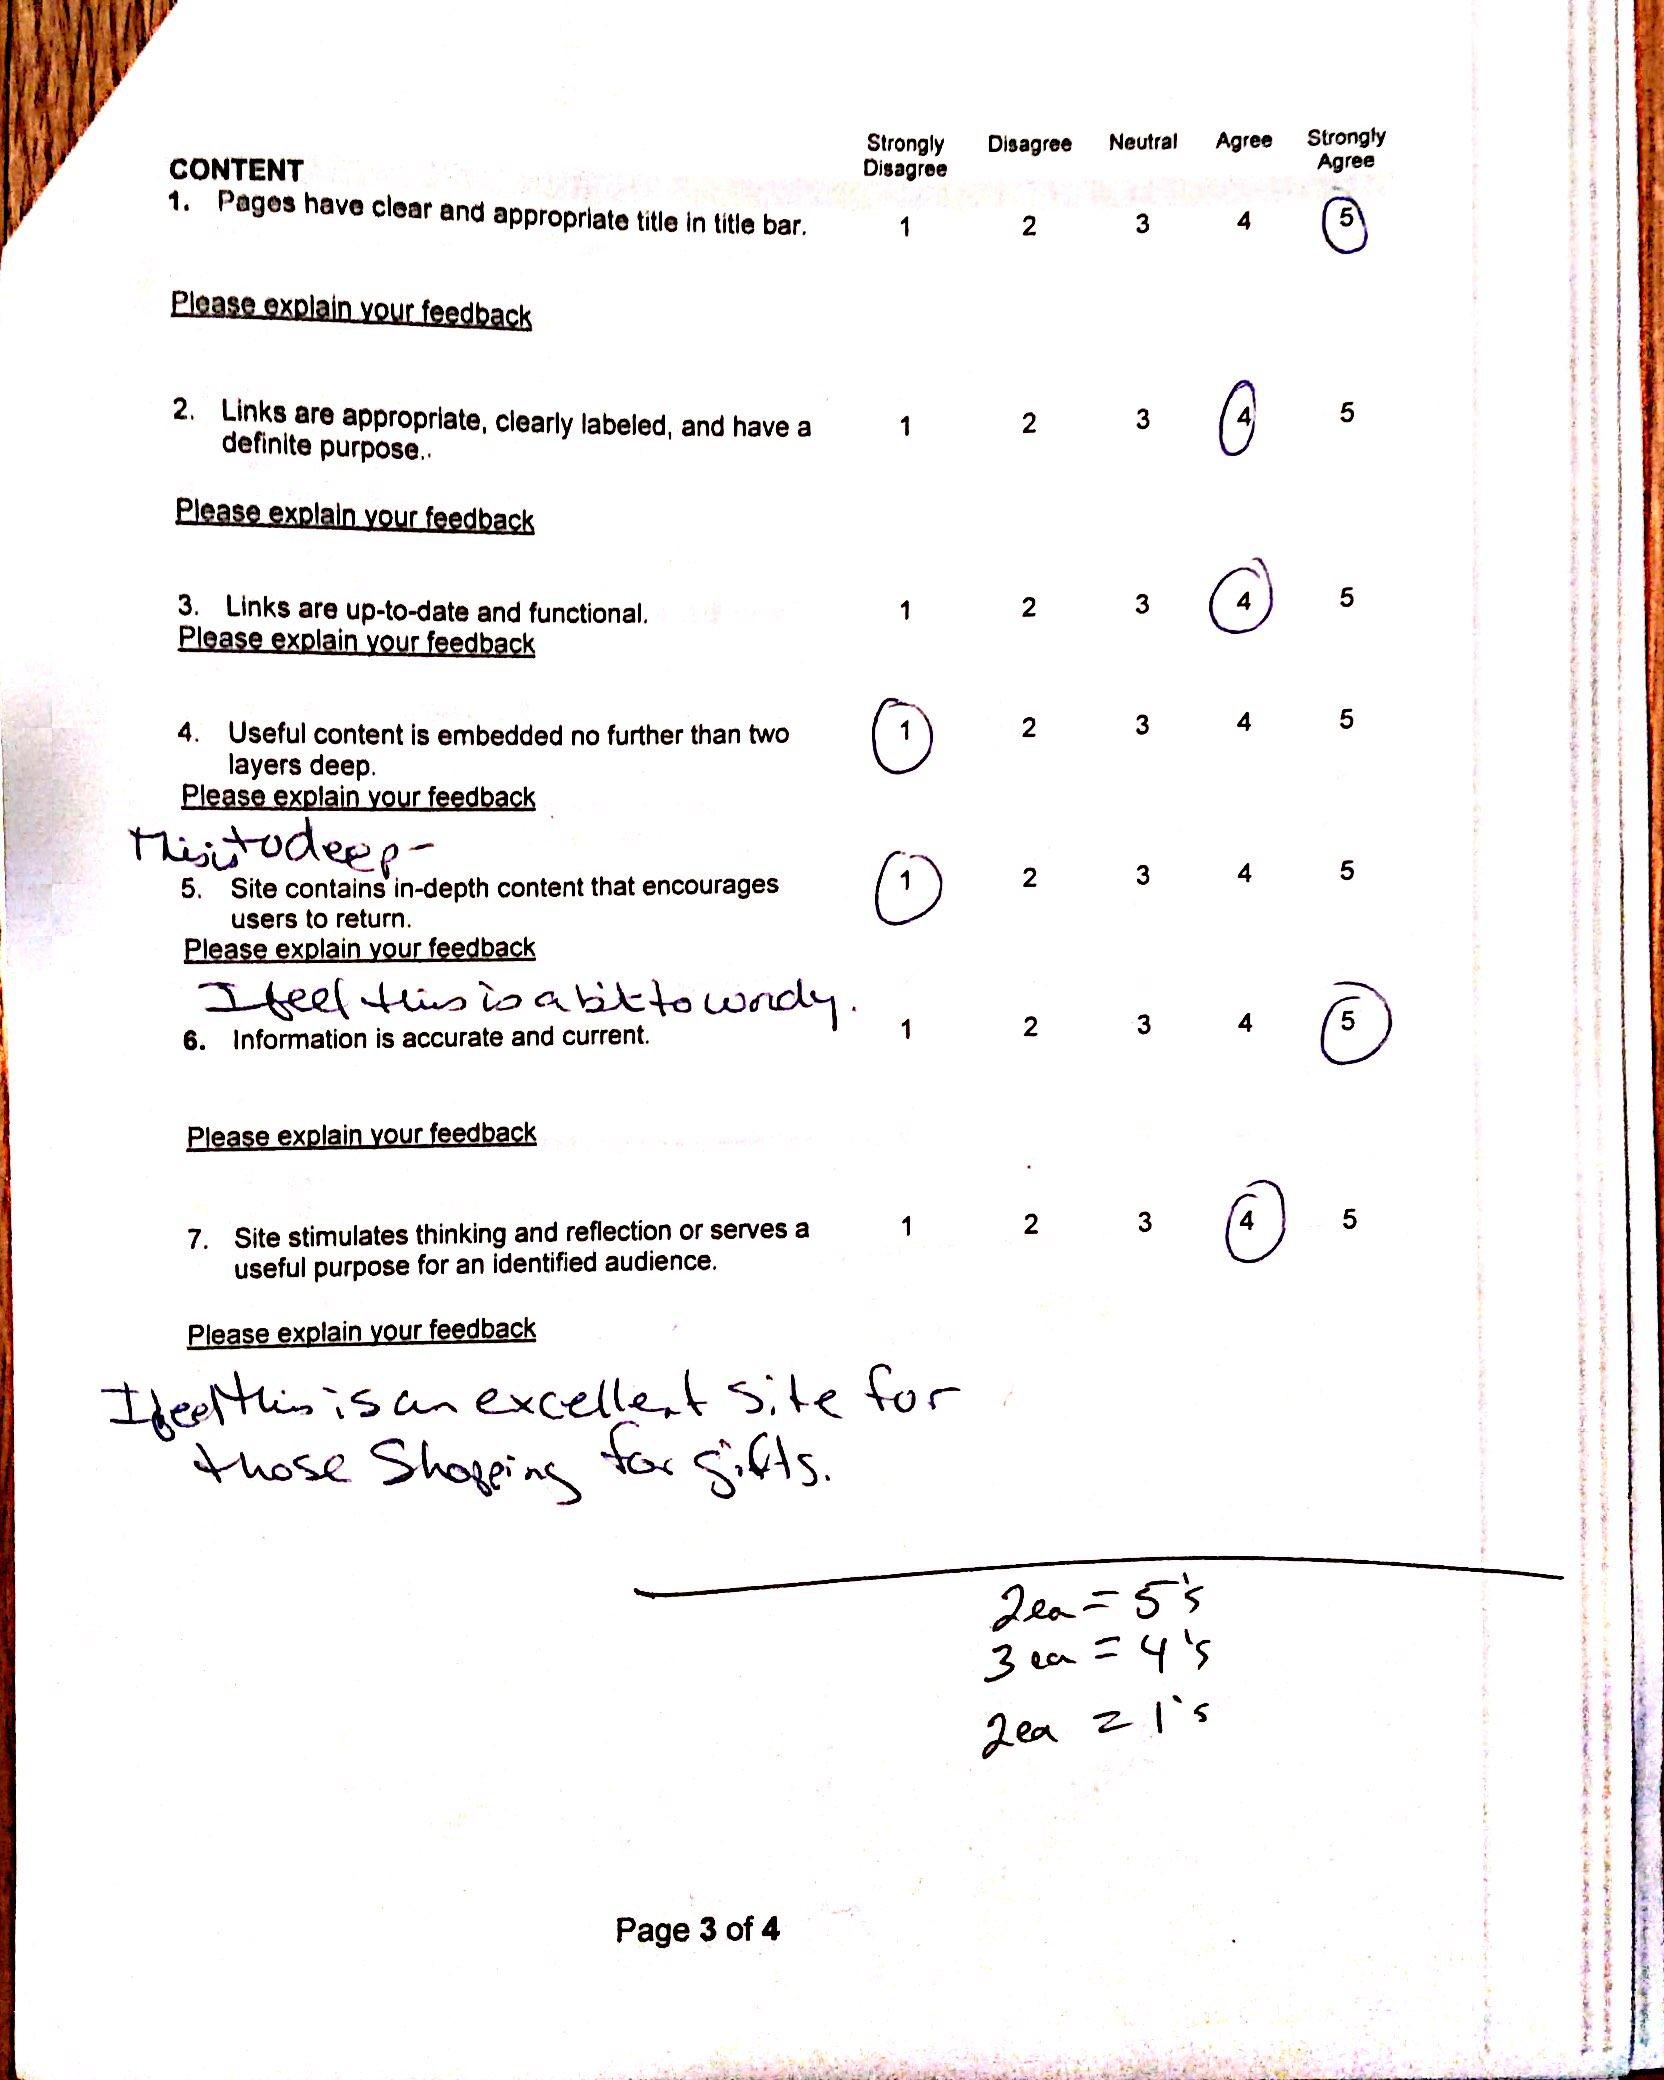 Strongly Disagree Disagree Neutral Agree Strongly Agree
CONTENT
1. Pages have clear and appropriate title in title bar. 1 2 3 4 5
Please explain your feedback
2. Links are appropriate, clearly labeled, and have a 1 2 3 4 5
definite purpose..
Please explain your feedback
3. Links are up-to-date and functional. 1 2 3 4 5
Please explain your feedback
4. Useful content is embedded no further than two 1 2 3 4 5
layers deep.
Please explain your feedback
This is to deep-
5. Site contains in-depth content that encourages 1 2 3 4 5
users to return.
Please explain your feedback
I feel this is a bit to wordy.
6. Information is accurate and current. 1 2 3 4 5
Please explain your feedback
7. Site stimulates thinking and reflection or serves a 1 2 3 4 5
useful purpose for an identified audience.
Please explain your feedback
I feel this is an excellent site for
those Shopping for gifts.
2ea = 5's
3ea = 4's
2ea = 1's
Page 3 of 4